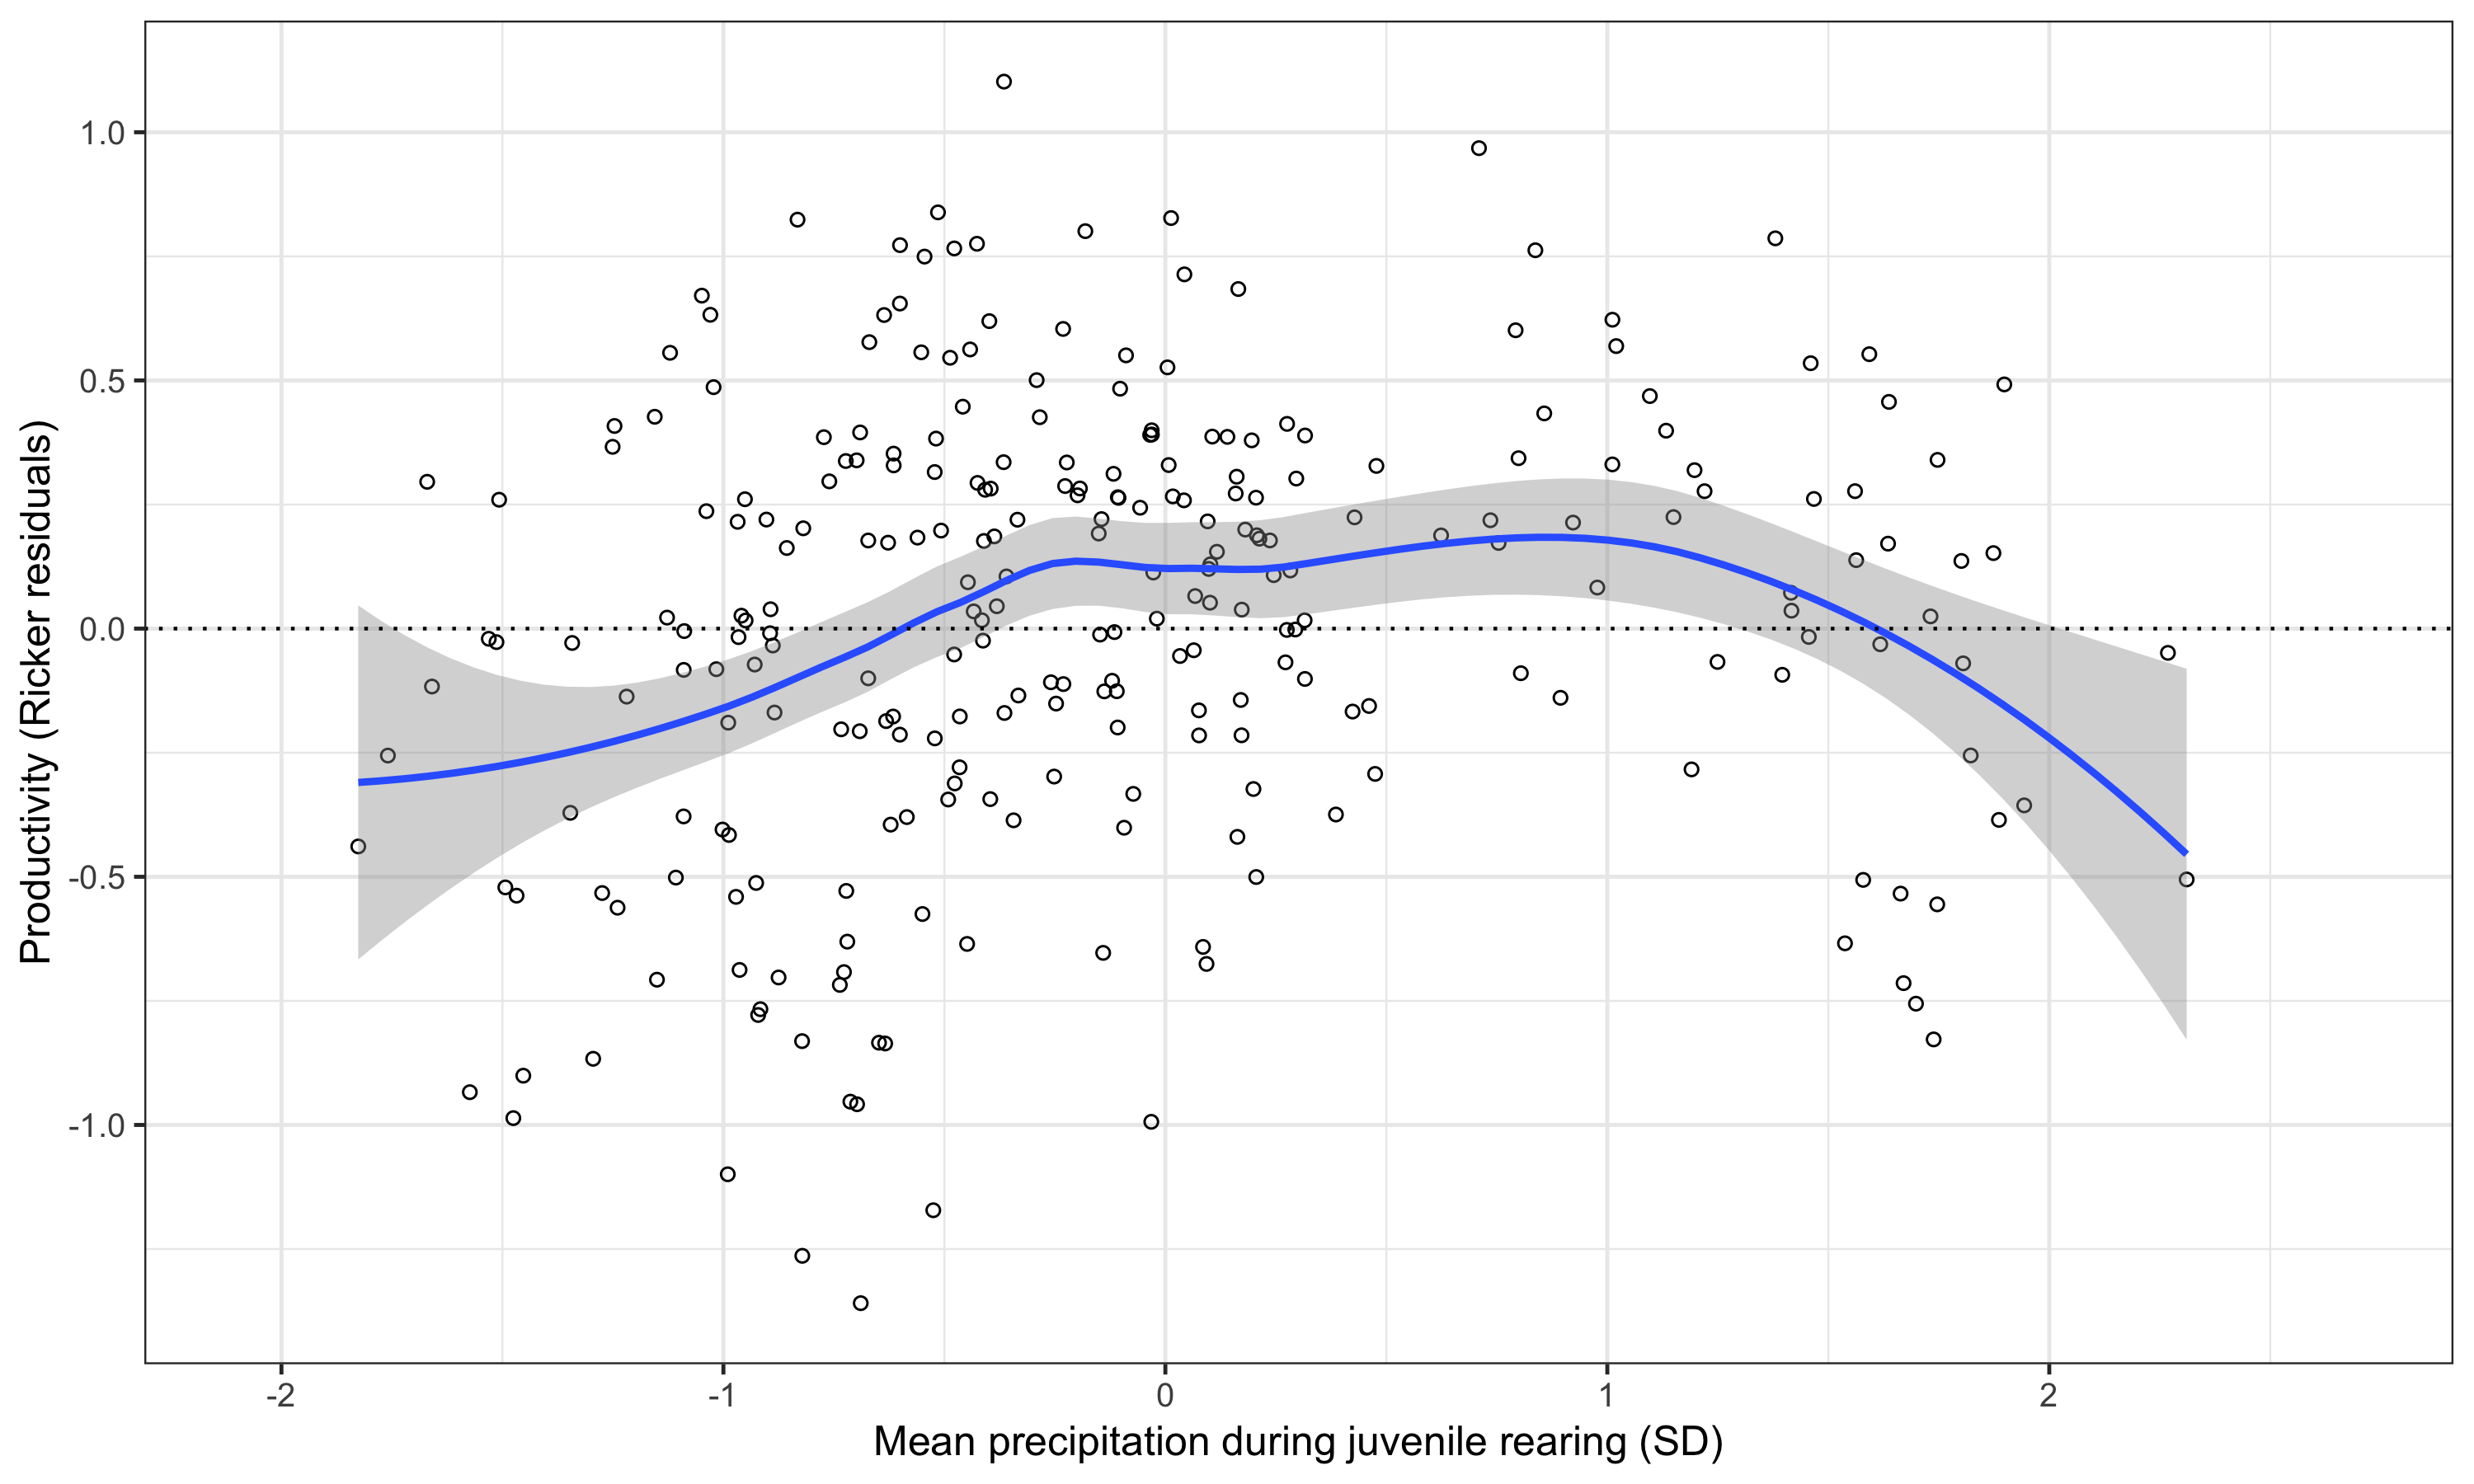 Productivity (Ricker residuals)
1.0
0.5
0.0
-0.5
-1.0
-2 -1 0 1 2
Mean precipitation during juvenile rearing (SD)